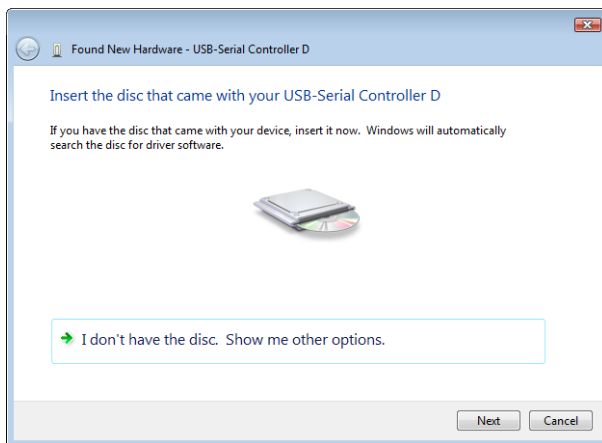 Found New Hardware - USB-Serial Controller D
Insert the disc that came with your USB-Serial Controller D
If you have the disc that came with your device, insert it now.  Windows will automatically
search the disc for driver software.
I don't have the disc.  Show me other options.
Next
Cancel